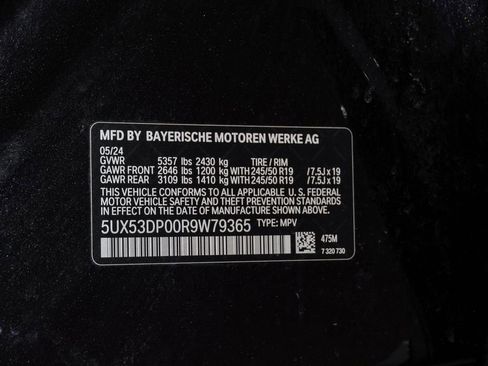 MFD BY BAYERISCHE MOTOREN WERKE AG
05/24
GVWR 5357 lbs 2430 kg TIRE / RIM
GAWR FRONT 2646 lbs 1200 kg WITH 245/50 R19 /7.5J x 19
GAWR REAR 3109 lbs 1410 kg WITH 245/50 R19 /7.5J x 19
THIS VEHICLE CONFORMS TO ALL APPLICABLE U. S. FEDERAL
MOTOR VEHICLE SAFETY AND THEFT PREVENTION STANDARDS
IN EFFECT ON THE DATE OF MANUFACTURE SHOWN ABOVE.
5UX53DP00R9W79365 TYPE: MPV
475M
7 320 730